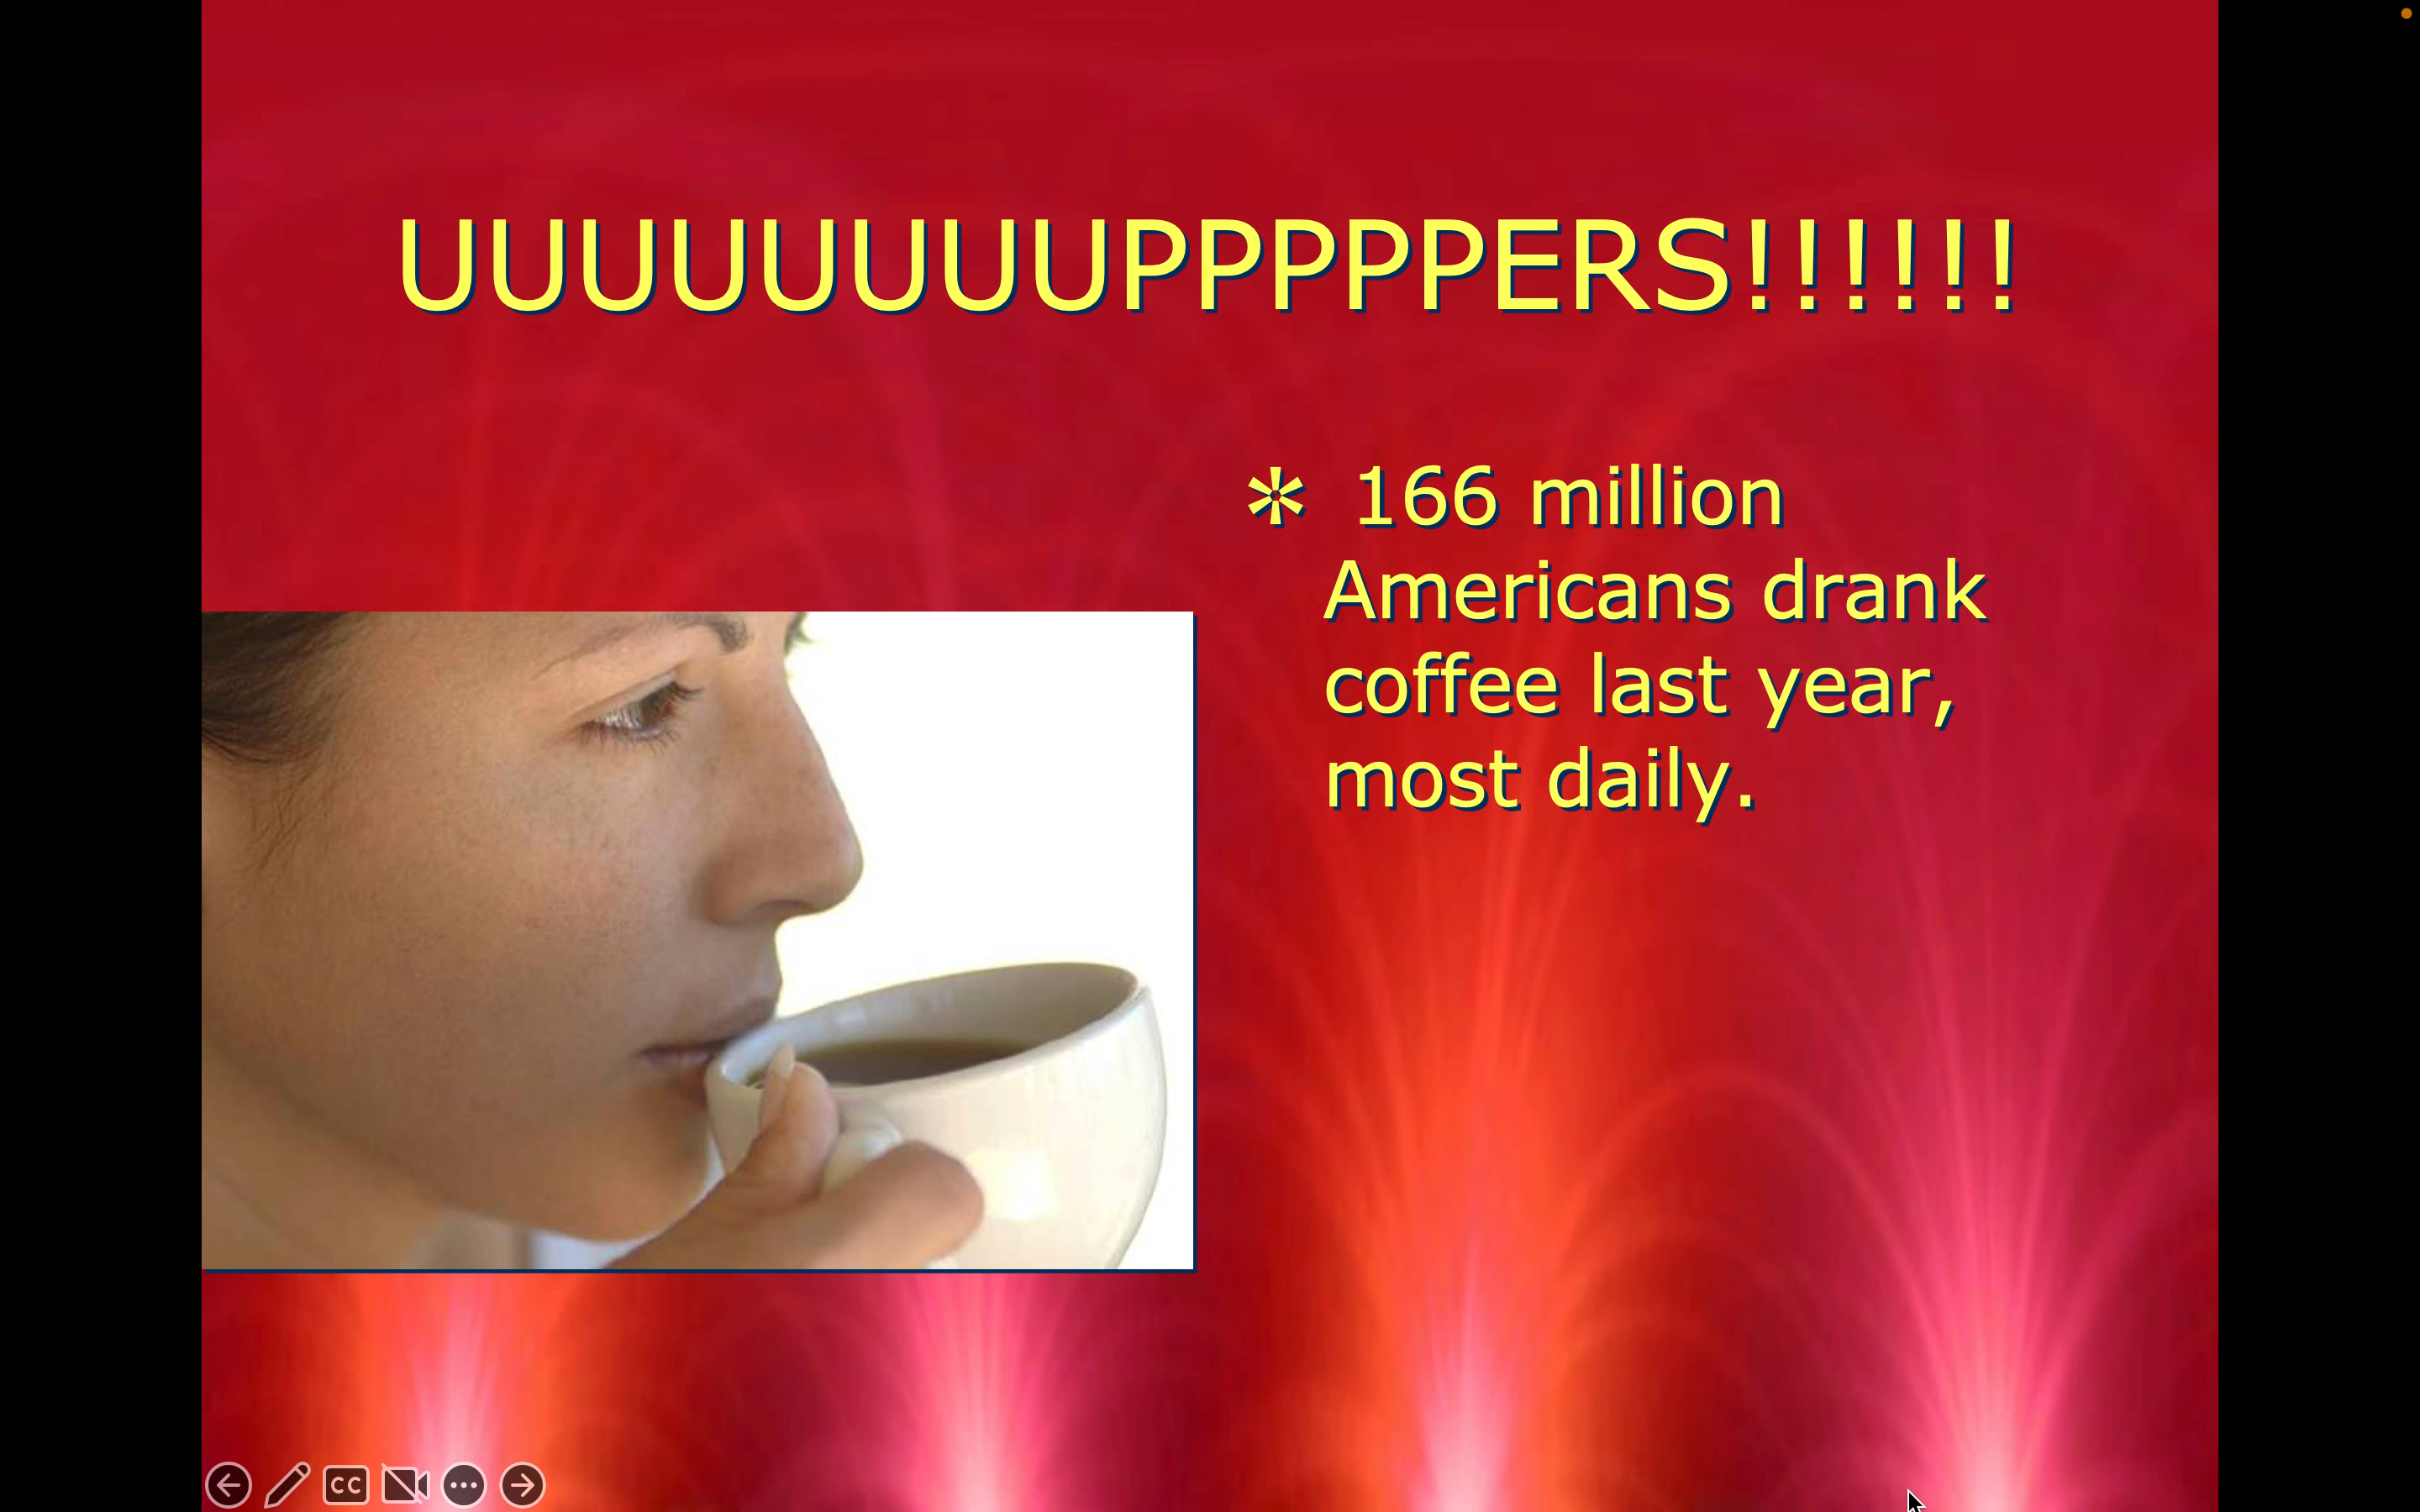 UUUUUUUUPPPPPERS!!!!!!
* 166 million
Americans drank
coffee last year,
most daily.
CC